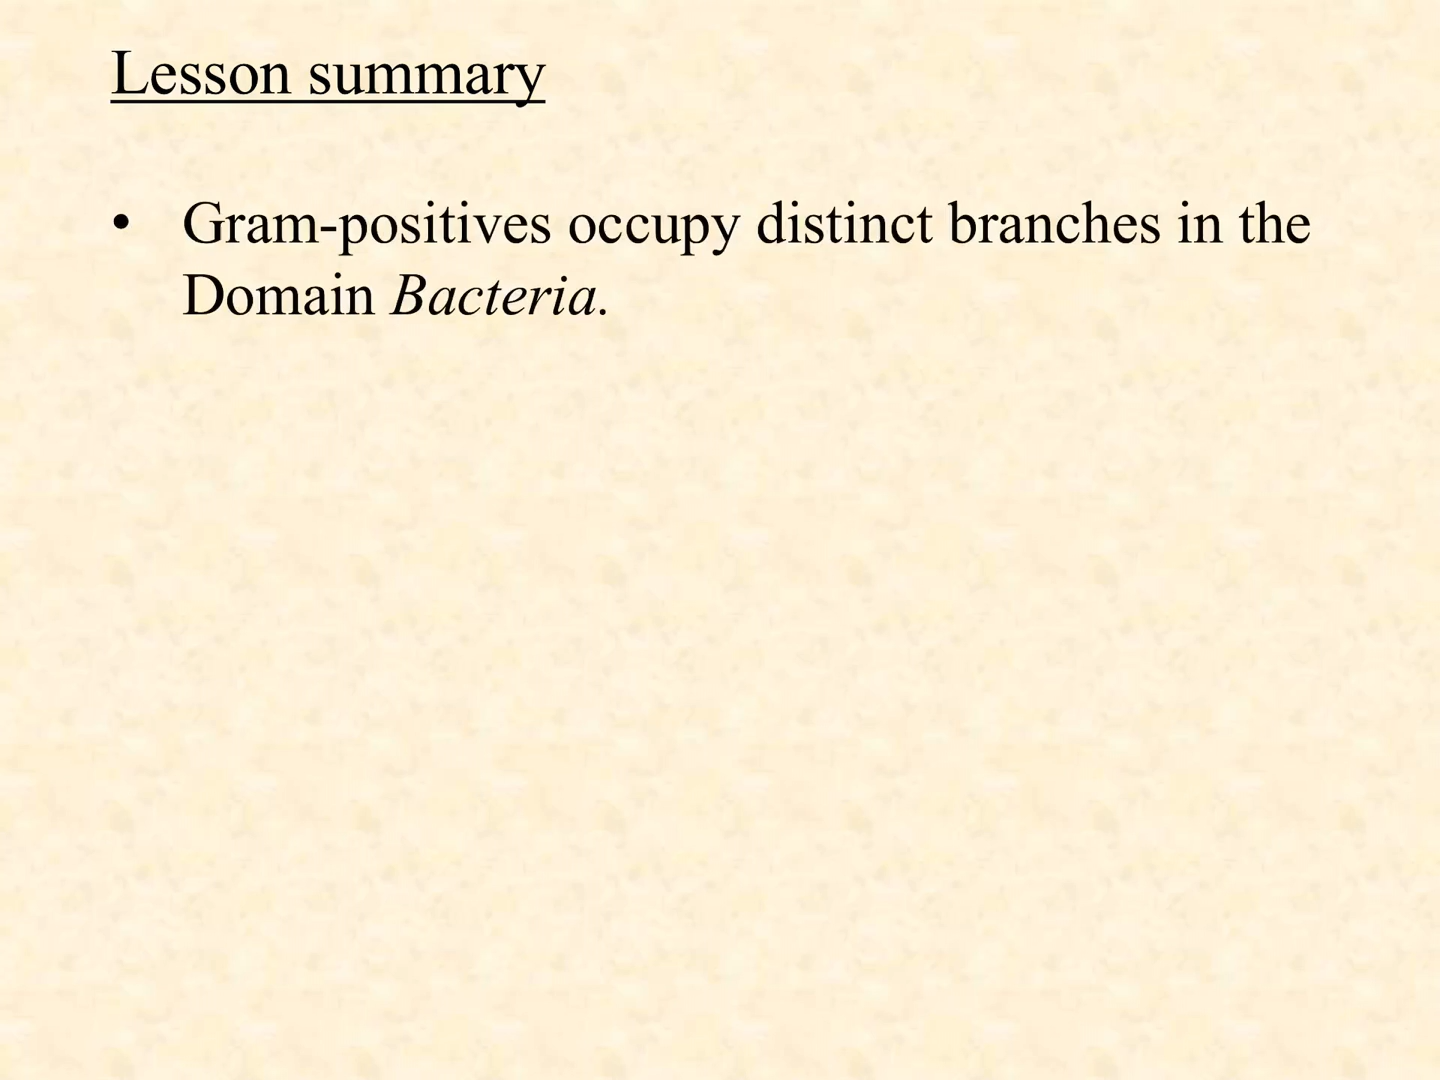 Lesson summary
• Gram-positives occupy distinct branches in the
Domain Bacteria.